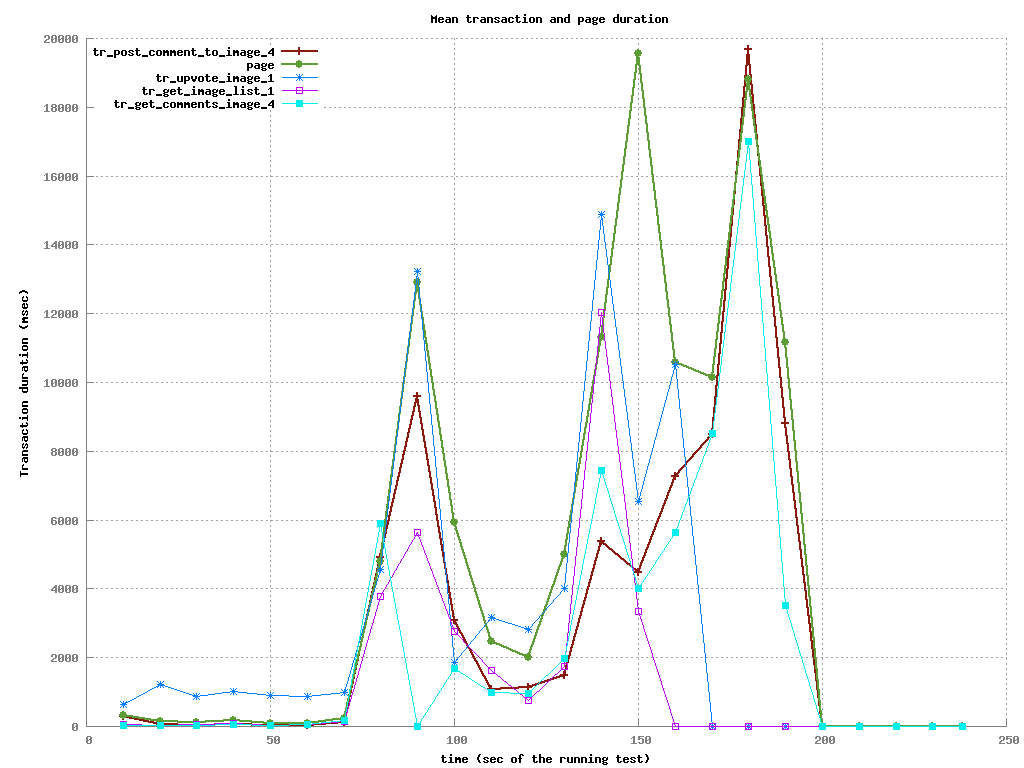 Mean transaction and page duration
20000
18000
16000
14000
12000
10000
8000
6000
4000
2000
0
tr_post_comment_to_image_4
page
tr_upvote_image_1
tr_get_image_list_1
tr_get_comments_image_4
Transaction duration (msec)
0 50 100 150 200 250
time (sec of the running test)